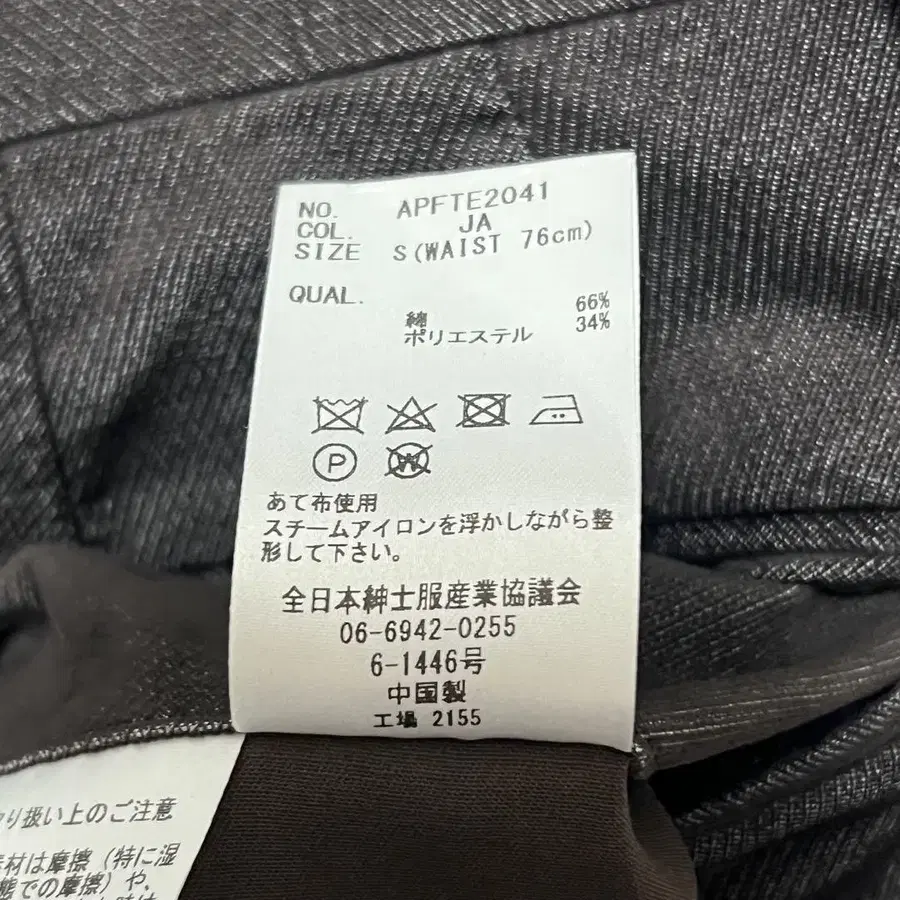 NO. APFTE2041
COL. JA
SIZE S(WAIST 76cm)
QUAL.
綿 66%
ポリエステル 34%
P
W
あて布使用
スチームアイロンを浮かしながら整
形して下さい。
全日本紳士服産業協議会
06-6942-0255
6-1446号
中国製
工場 2155
り扱い上のご注意
素材は摩擦（特に湿
態での摩擦）や、